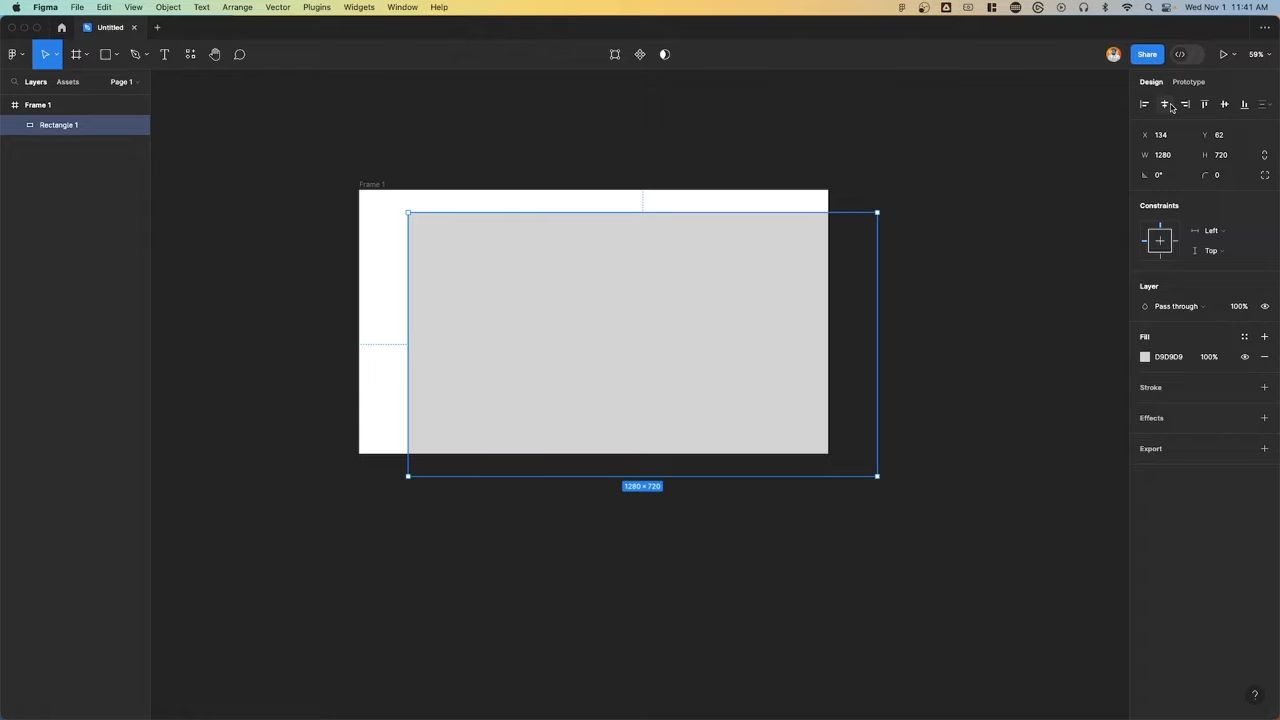 Figma File Edit View Object Text Arrange Vector Plugins Widgets Window Help Wed Nov 1 11:41 AM
Untitled
Share 59%
Layers Assets Page 1
Design Prototype
Frame 1
Rectangle 1
X 134 Y 62
W 1280 H 720
0° 0
Frame 1
Constraints
Left
Top
Layer
Pass through 100%
Fill
D9D9D9 100%
Stroke
Effects
Export
1280 × 720
?